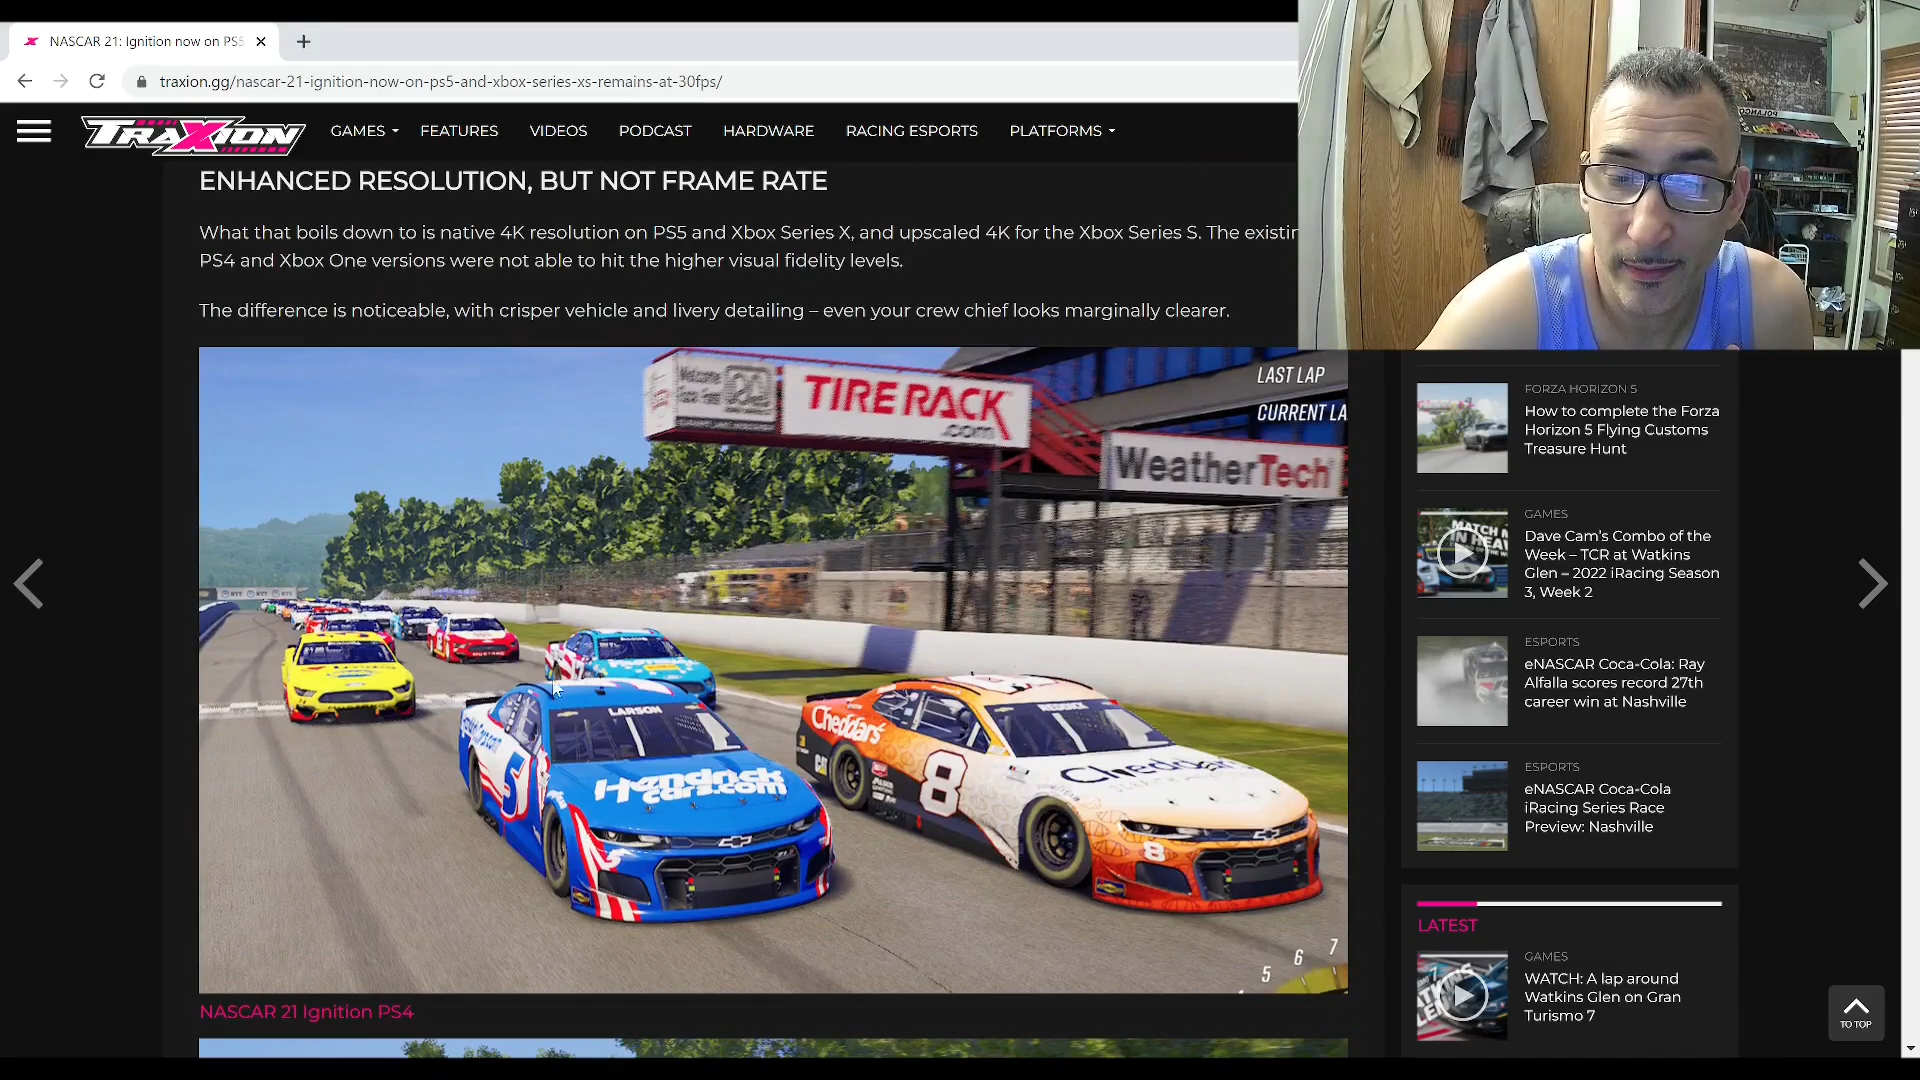 NASCAR 21: Ignition now on PS5
traxion.gg/nascar-21-ignition-now-on-ps5-and-xbox-series-xs-remains-at-30fps/
TRAXION
GAMES
FEATURES
VIDEOS
PODCAST
HARDWARE
RACING ESPORTS
PLATFORMS
ENHANCED RESOLUTION, BUT NOT FRAME RATE
What that boils down to is native 4K resolution on PS5 and Xbox Series X, and upscaled 4K for the Xbox Series S. The existin
PS4 and Xbox One versions were not able to hit the higher visual fidelity levels.
The difference is noticeable, with crisper vehicle and livery detailing – even your crew chief looks marginally clearer.
LAST LAP
CURRENT LA
TIRE RACK
.com
WeatherTech
LARSON
Hendrick
cars.com
5
REDDICK
Cheddar's
Cheddar's
8
8
CAT
5
6
7
NASCAR 21 Ignition PS4
FORZA HORIZON 5
How to complete the Forza
Horizon 5 Flying Customs
Treasure Hunt
GAMES
Dave Cam's Combo of the
Week – TCR at Watkins
Glen – 2022 iRacing Season
3, Week 2
ESPORTS
eNASCAR Coca-Cola: Ray
Alfalla scores record 27th
career win at Nashville
ESPORTS
eNASCAR Coca-Cola
iRacing Series Race
Preview: Nashville
LATEST
GAMES
WATCH: A lap around
Watkins Glen on Gran
Turismo 7
TO TOP